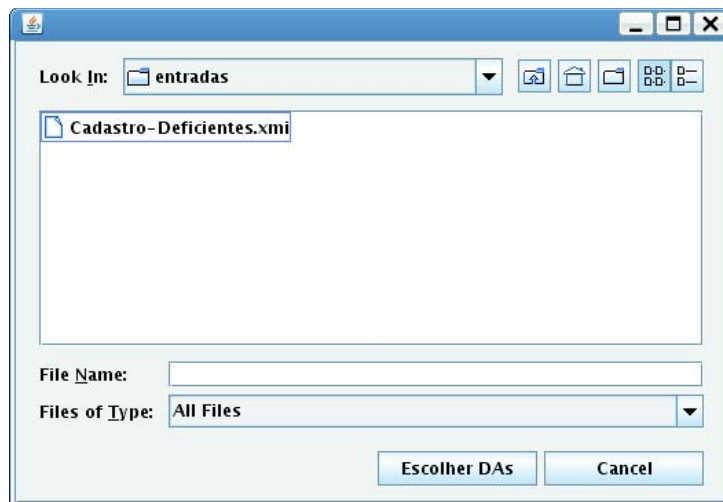 Look In: entradas
Cadastro-Deficientes.xmi
File Name:
Files of Type: All Files
Escolher DAs Cancel